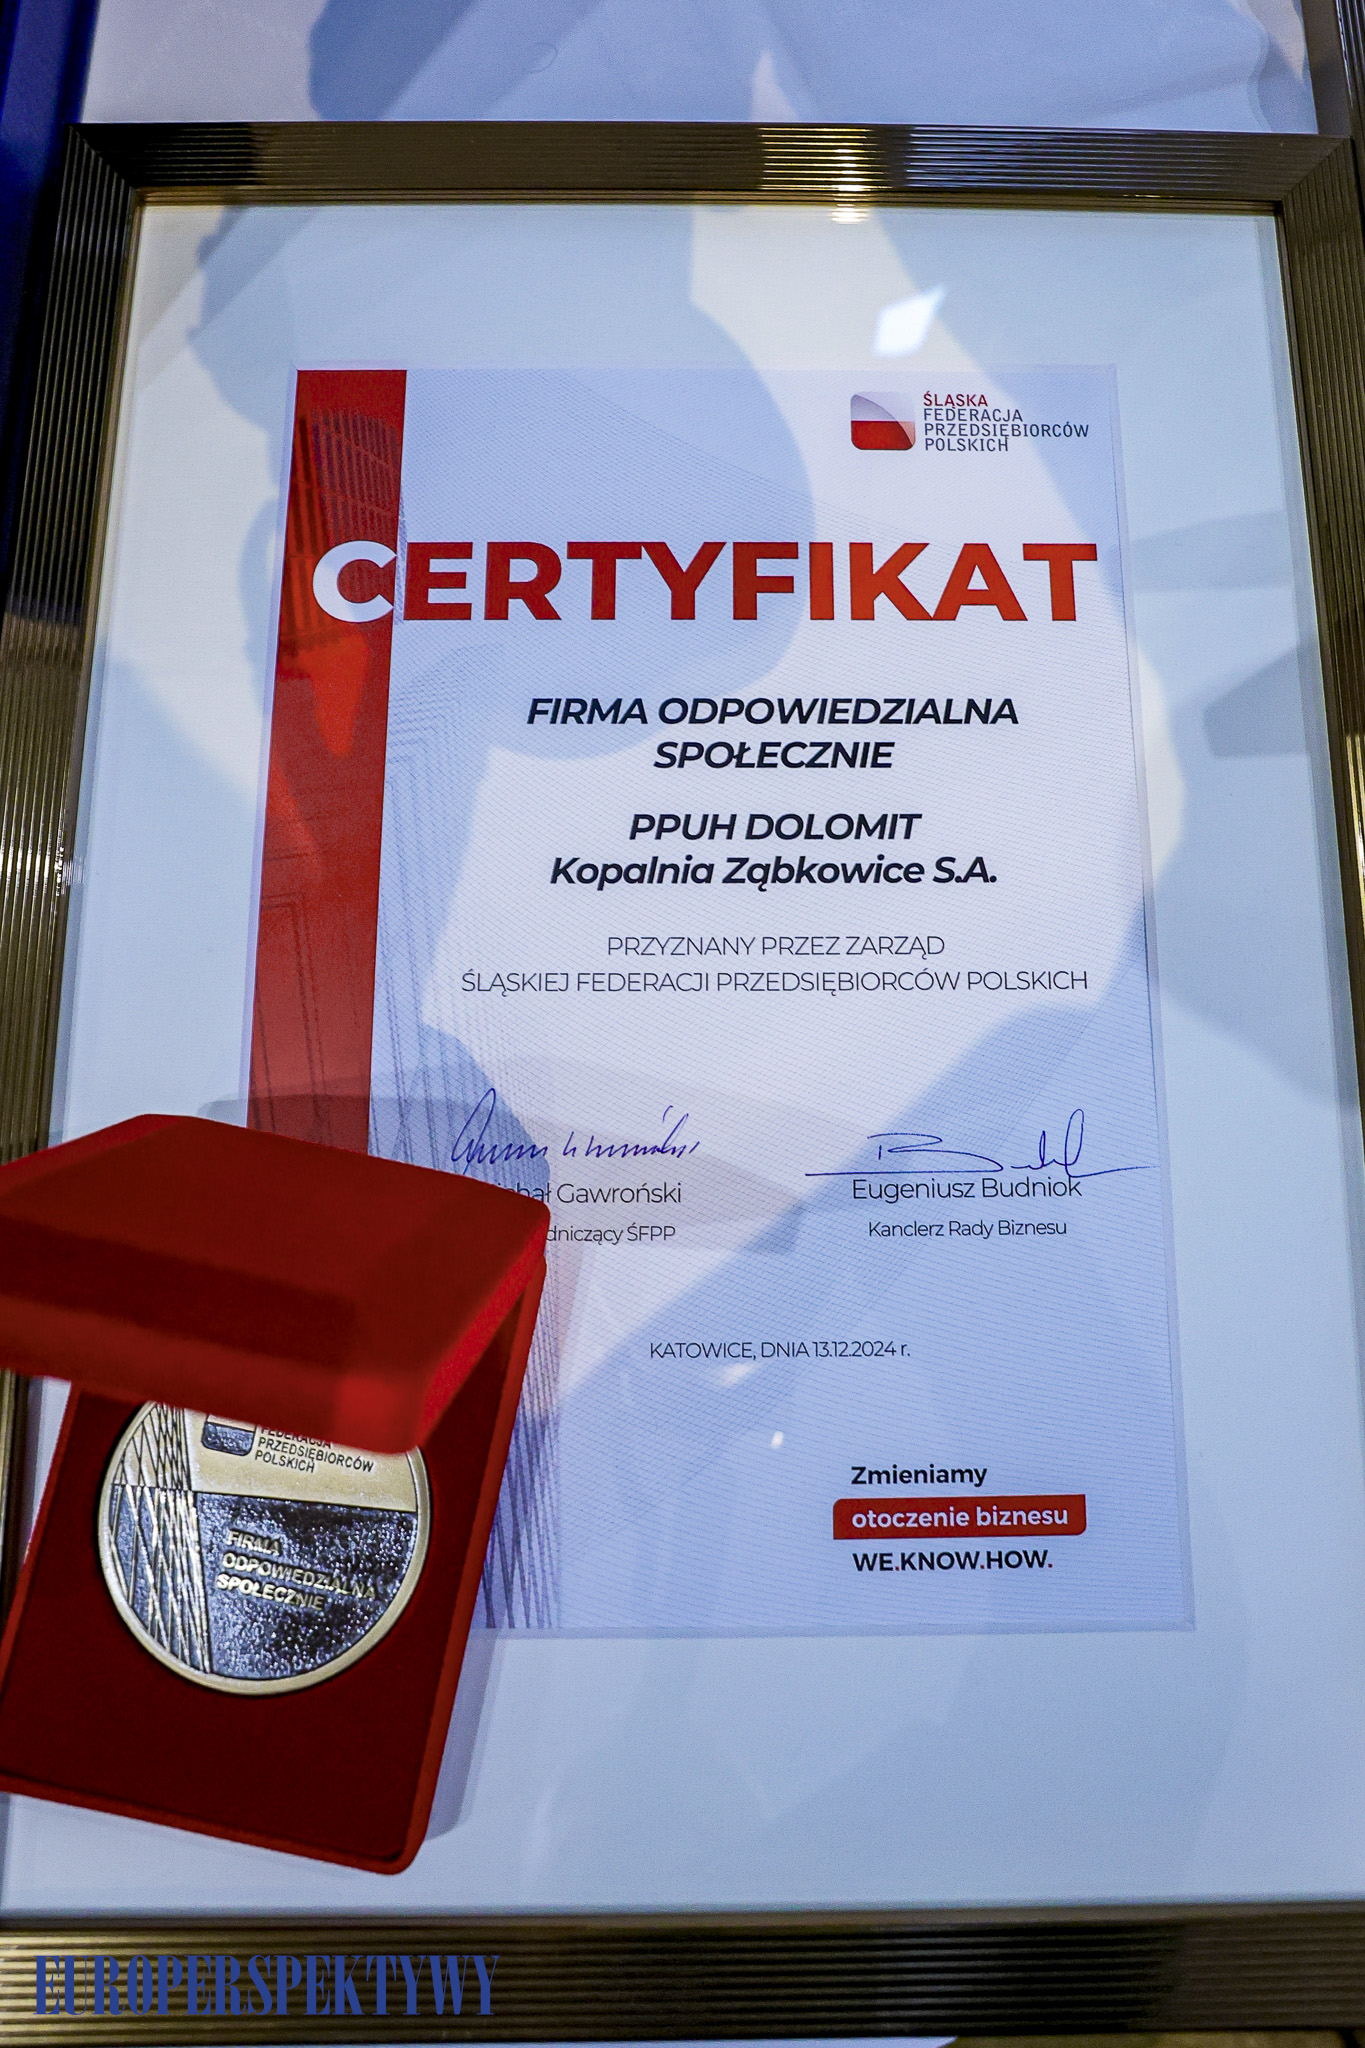 ŚLĄSKA
FEDERACJA
PRZEDSIĘBIORCÓW
POLSKICH
CERTYFIKAT
FIRMA ODPOWIEDZIALNA
SPOŁECZNIE
PPUH DOLOMIT
Kopalnia Ząbkowice S.A.
PRZYZNANY PRZEZ ZARZĄD
ŚLĄSKIEJ FEDERACJI PRZEDSIĘBIORCÓW POLSKICH
Gawroński
ŚFPP
Eugeniusz Budniok
Kanclerz Rady Biznesu
KATOWICE, DNIA 13.12.2024 r.
Zmieniamy
otoczenie biznesu
WE.KNOW.HOW.
FEDERACJA
PRZEDSIĘBIORCÓW
POLSKICH
FIRMA
ODPOWIEDZIALNA
SPOŁECZNIE
EUROPERSPEKTYWY